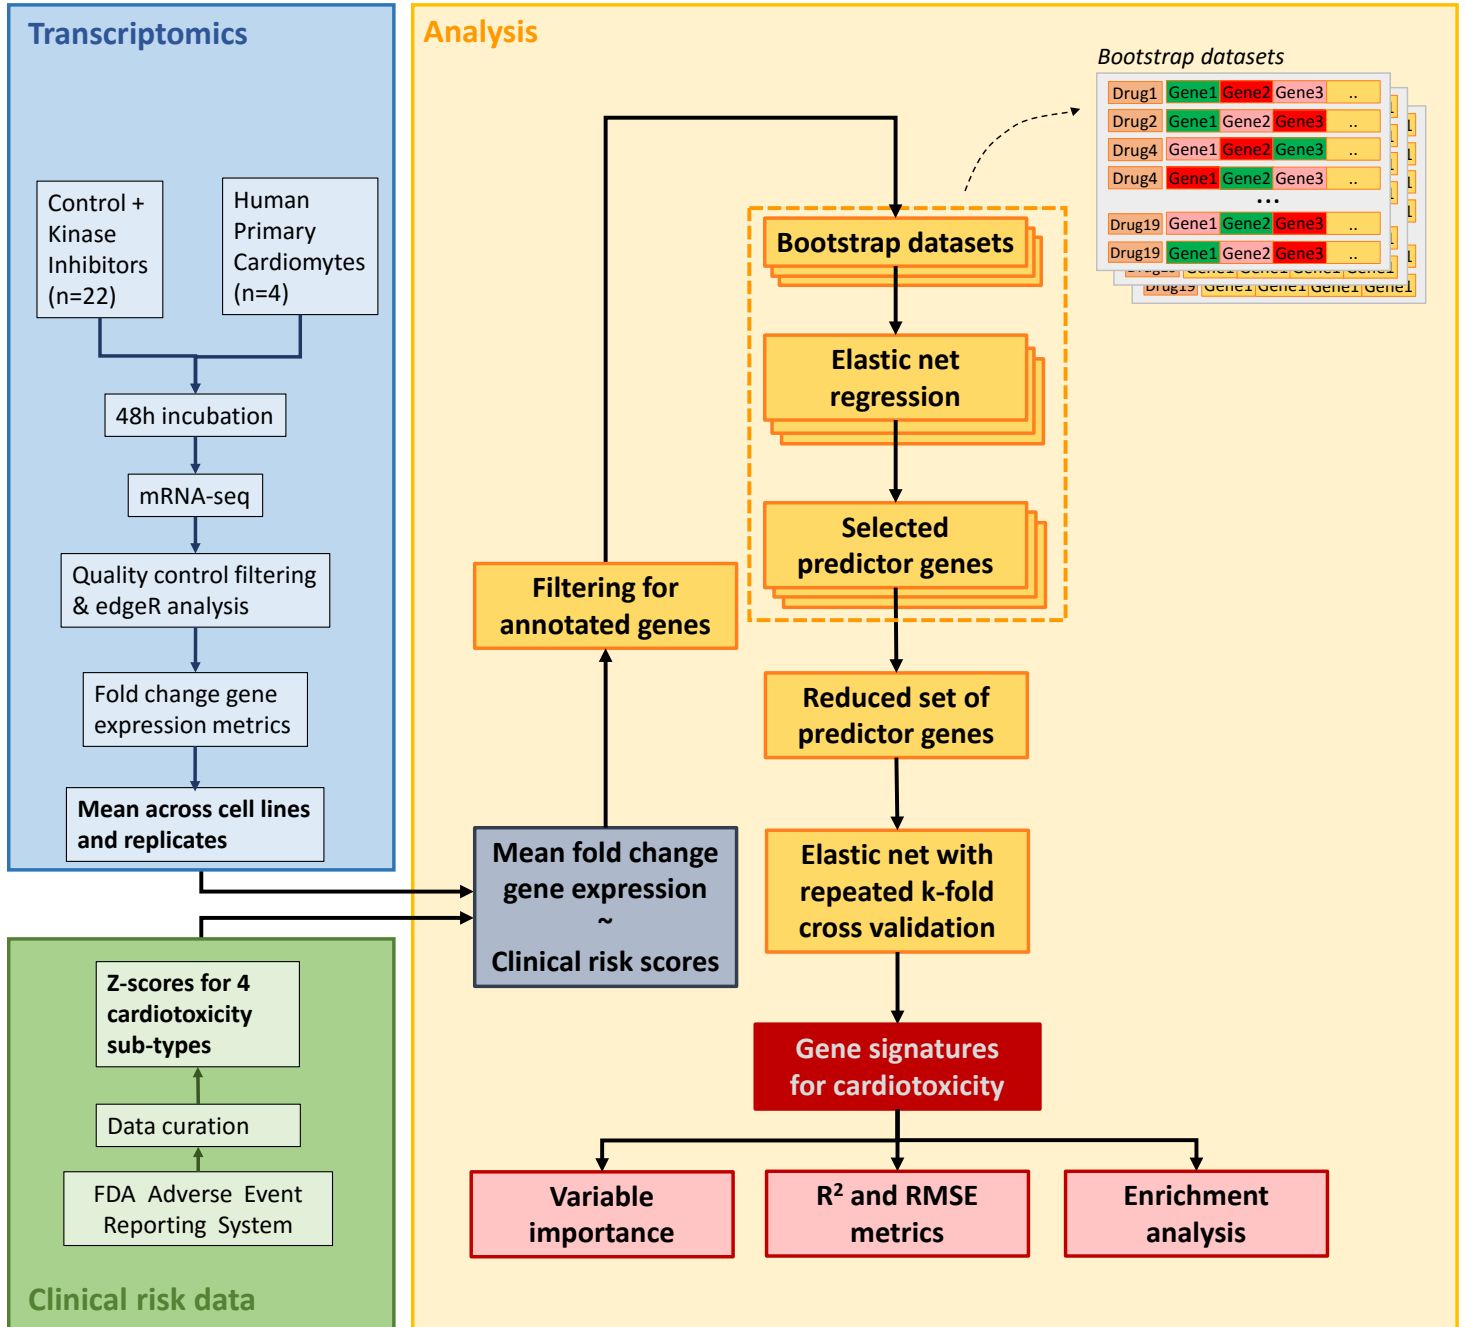 Transcriptomics
Control +
Kinase
Inhibitors
(n=22)
Human
Primary
Cardiomytes
(n=4)
48h incubation
mRNA-seq
Quality control filtering
& edgeR analysis
Fold change gene
expression metrics
Mean across cell lines
and replicates
Z-scores for 4
cardiotoxicity
sub-types
Data curation
FDA Adverse Event
Reporting System
Clinical risk data
Analysis
Mean fold change
gene expression
~
Clinical risk scores
Filtering for
annotated genes
Bootstrap datasets
Elastic net
regression
Selected
predictor genes
Reduced set of
predictor genes
Elastic net with
repeated k-fold
cross validation
Gene signatures
for cardiotoxicity
Variable
importance
R² and RMSE
metrics
Enrichment
analysis
Bootstrap datasets
Drug1 Gene1 Gene2 Gene3 ..
Drug2 Gene1 Gene2 Gene3 ..
Drug4 Gene1 Gene2 Gene3 ..
Drug4 Gene1 Gene2 Gene3 ..
...
Drug19 Gene1 Gene2 Gene3 ..
Drug19 Gene1 Gene2 Gene3 ..
Drug19 Gene1 Gene1 Gene1 Gene1